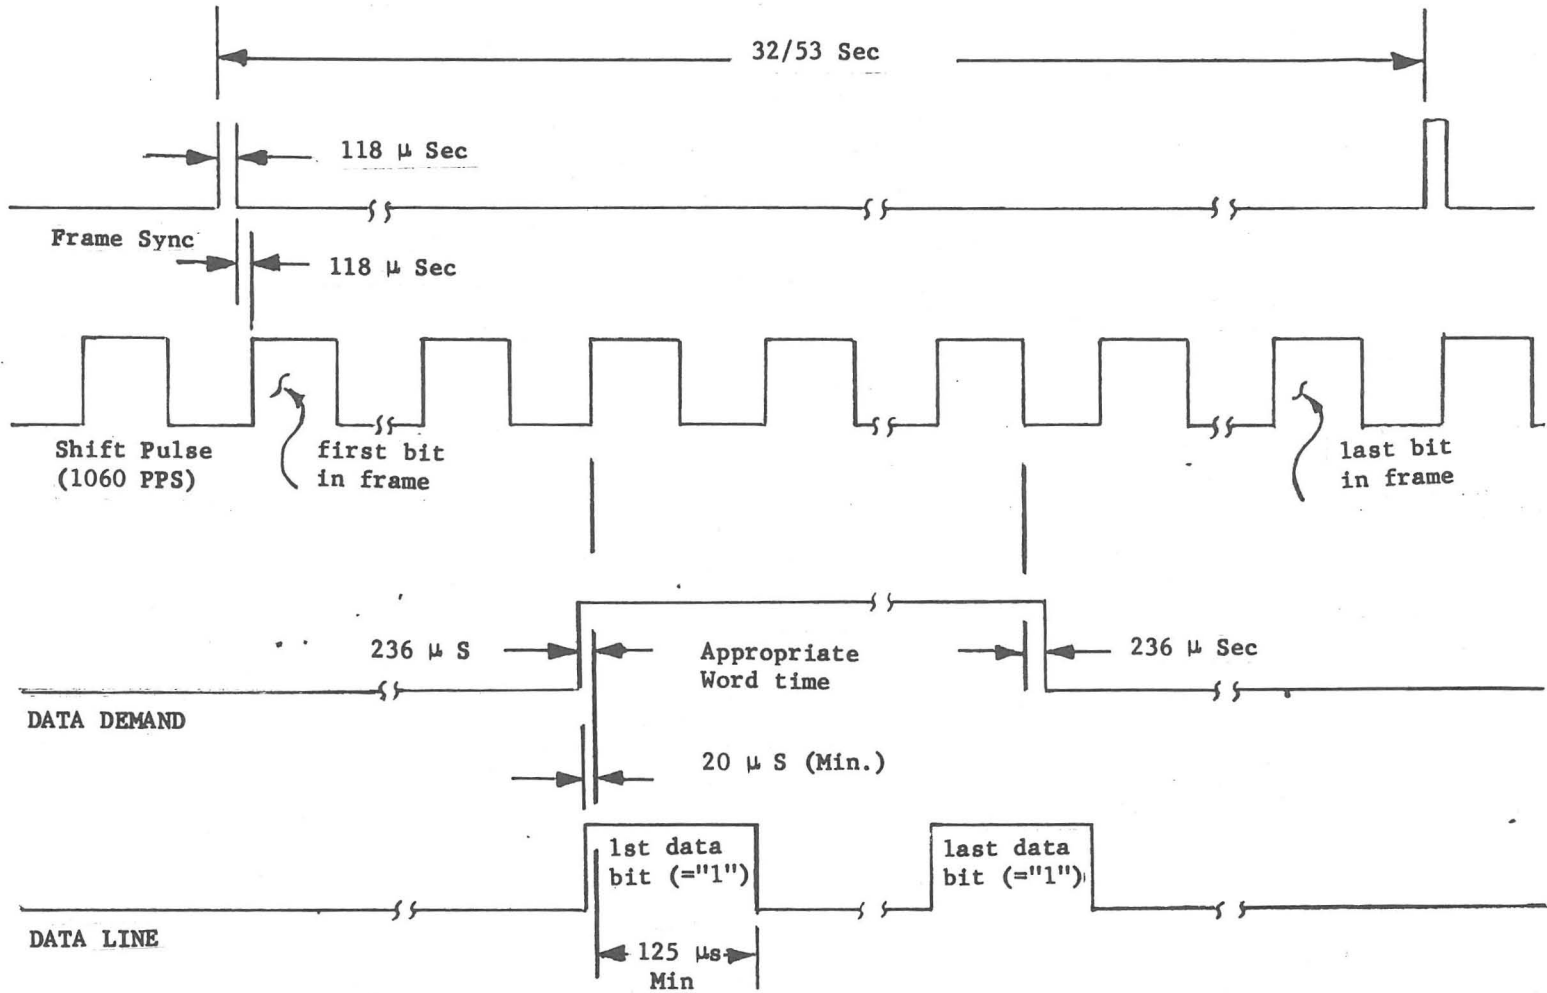 32/53 Sec
118 μ Sec
Frame Sync
118 μ Sec
Shift Pulse
(1060 PPS)
first bit
in frame
last bit
in frame
236 μ S
Appropriate
Word time
236 μ Sec
DATA DEMAND
20 μ S (Min.)
1st data
bit (="1")
last data
bit (="1")
DATA LINE
125 μs
Min